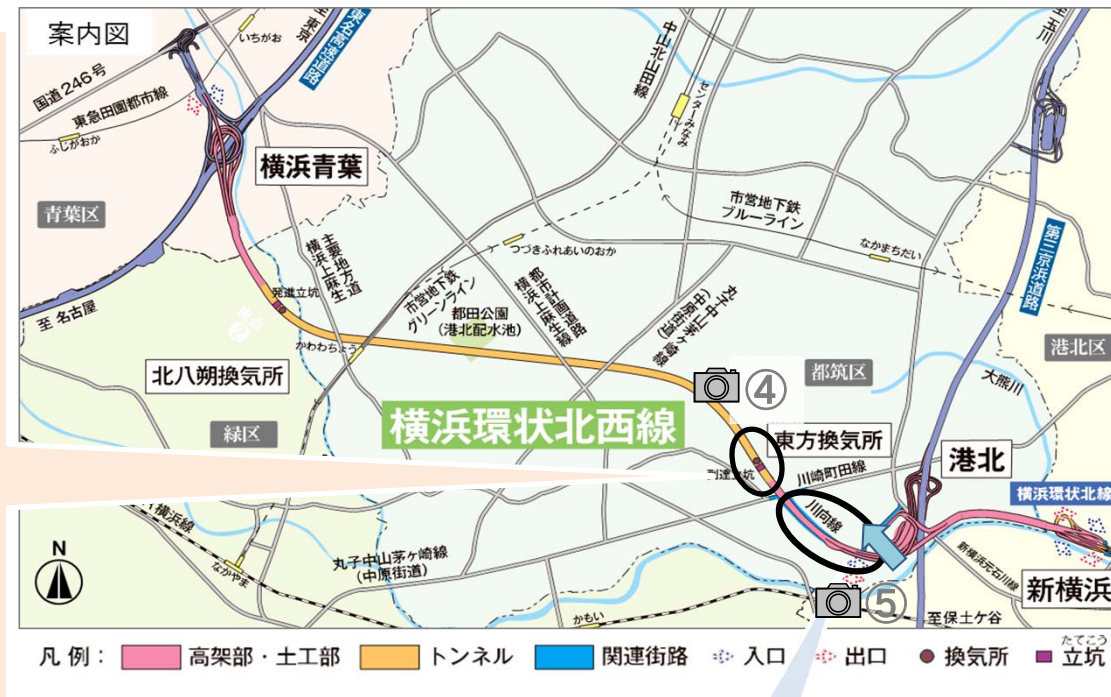 案内図
至 東京
東名高速道路
いちがお
国道246号
東急田園都市線
ふじがおか
横浜青葉
青葉区
至 名古屋
中山北山田線
センターみなみ
至 玉川
市営地下鉄
ブルーライン
なかまちだい
第三京浜道路
港北区
大熊川
主要地方道
横浜上麻生
発進立坑
つづきふれあいのおか
市営地下鉄
グリーンライン
都田公園
(港北配水池)
都市計画道路
横浜上麻生線
丸子中山茅ヶ崎線
(中原街道)
かわわちょう
北八朔換気所
緑区
都筑区
④
横浜環状北西線
東方換気所
到達立坑
川崎町田線
港北
川向線
横浜環状北線
新横浜元石川線
新横浜
横浜線
なかやま
丸子中山茅ヶ崎線
(中原街道)
かもい
⑤
至保土ケ谷
N
凡 例：
高架部・土工部
トンネル
関連街路
入口
出口
換気所
たてこう
立坑